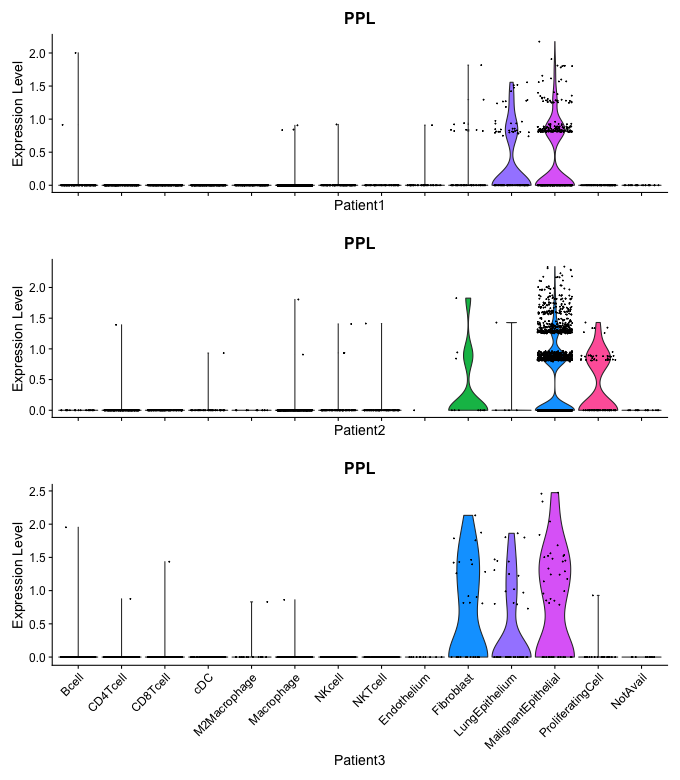 PPL
Expression Level
2.0
1.5
1.0
0.5
0.0
Patient1
PPL
Expression Level
2.0
1.5
1.0
0.5
0.0
Patient2
PPL
Expression Level
2.5
2.0
1.5
1.0
0.5
0.0
Bcell
CD4Tcell
CD8Tcell
cDC
M2Macrophage
Macrophage
NKcell
NKTcell
Endothelium
Fibroblast
LungEpithelium
MalignantEpithelial
ProliferatingCell
NotAvail
Patient3